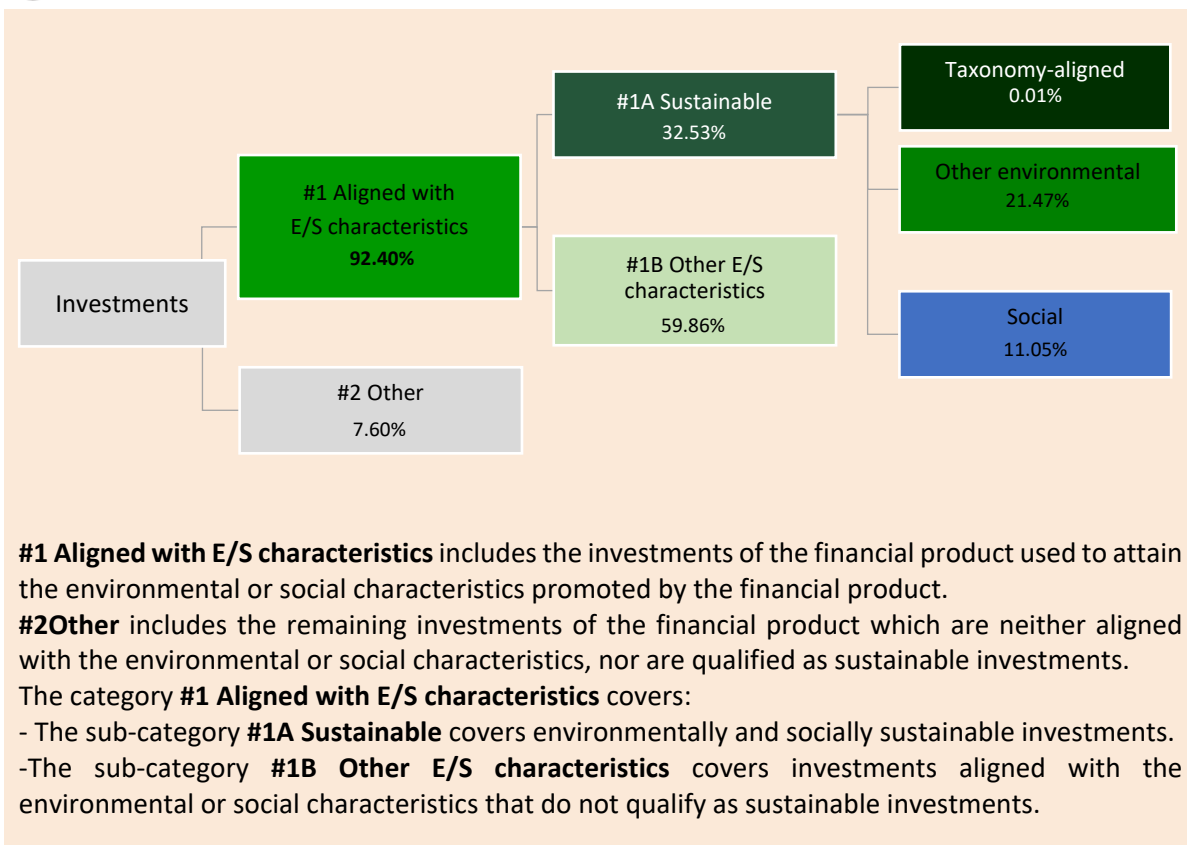 Investments
#1 Aligned with
E/S characteristics
92.40%
#2 Other
7.60%
#1A Sustainable
32.53%
#1B Other E/S
characteristics
59.86%
Taxonomy-aligned
0.01%
Other environmental
21.47%
Social
11.05%
#1 Aligned with E/S characteristics includes the investments of the financial product used to attain
the environmental or social characteristics promoted by the financial product.
#2Other includes the remaining investments of the financial product which are neither aligned
with the environmental or social characteristics, nor are qualified as sustainable investments.
The category #1 Aligned with E/S characteristics covers:
- The sub-category #1A Sustainable covers environmentally and socially sustainable investments.
-The sub-category #1B Other E/S characteristics covers investments aligned with the
environmental or social characteristics that do not qualify as sustainable investments.